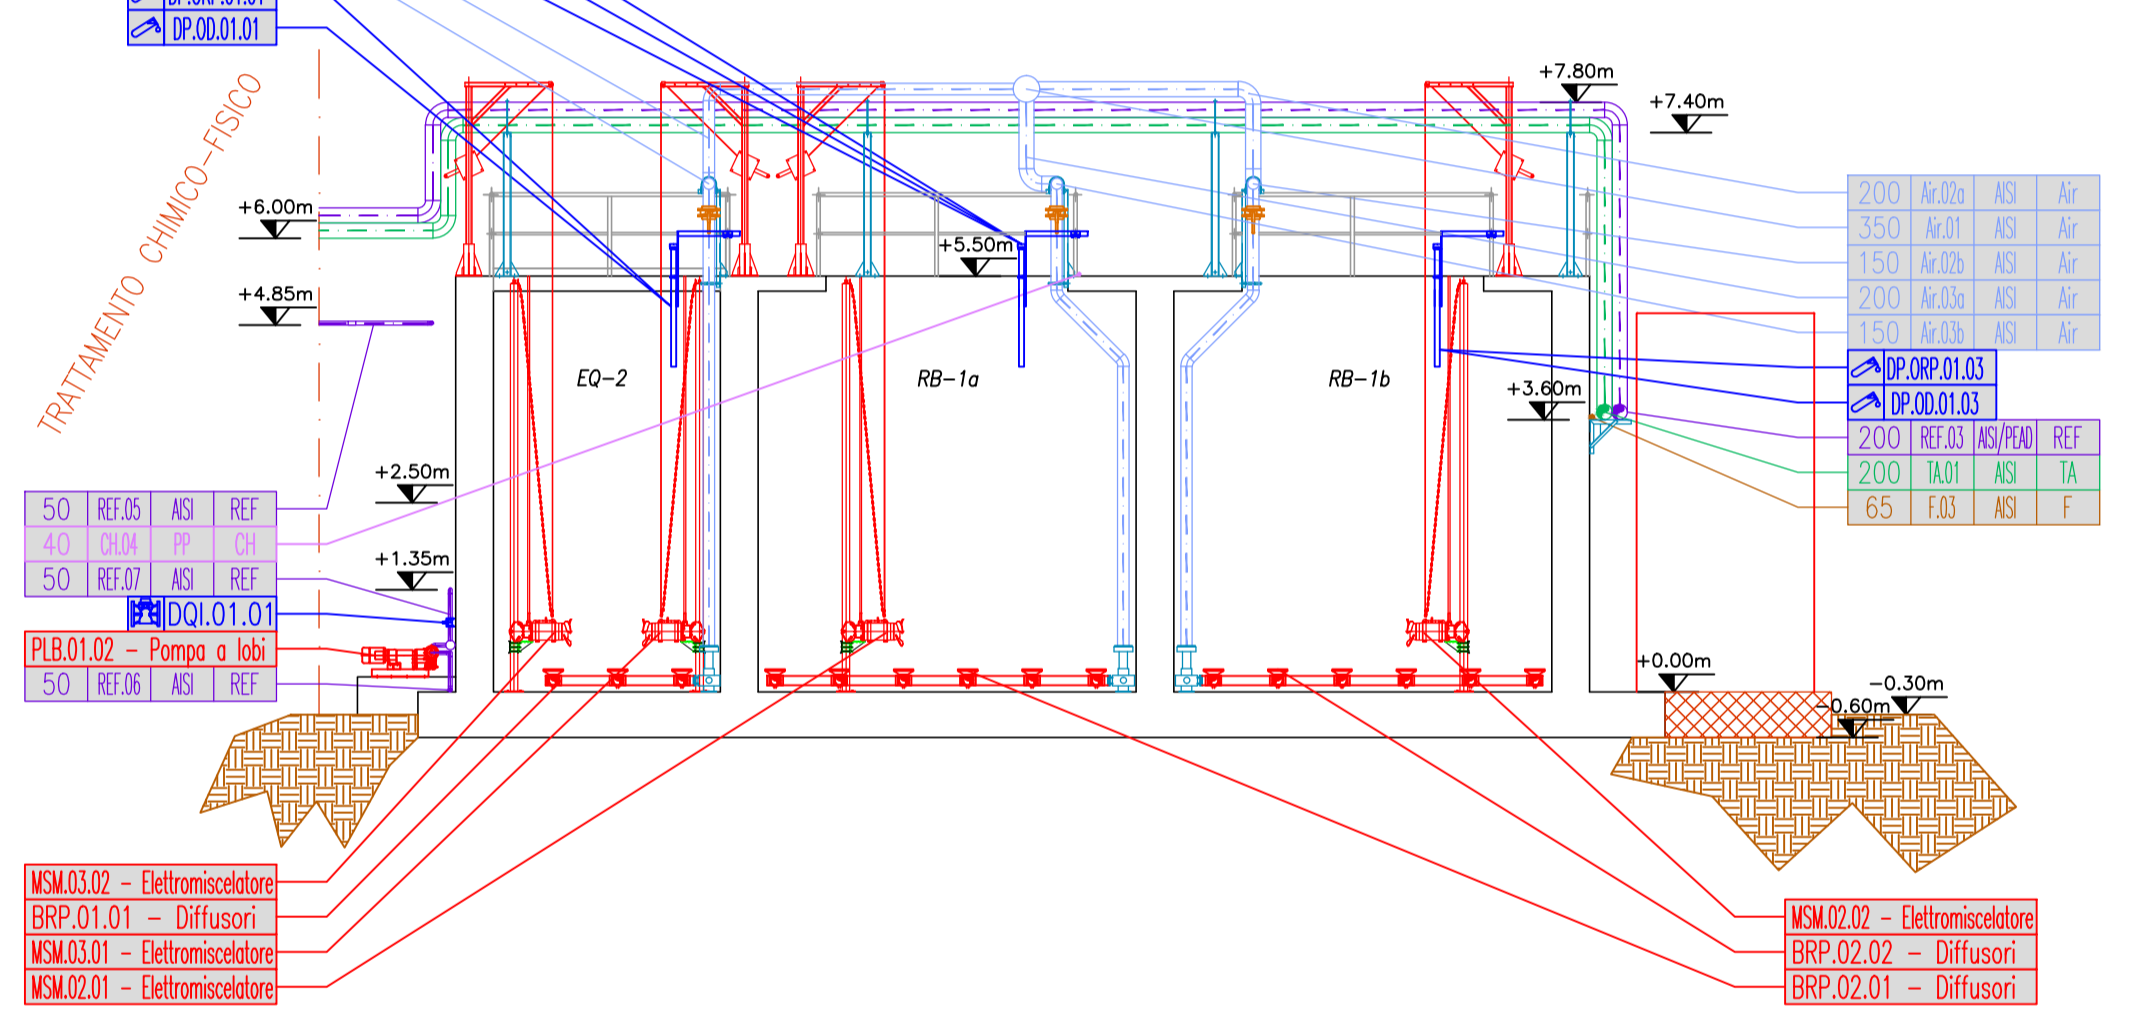 DP.OD.01.01
TRATTAMENTO CHIMICO-FISICO
+7.80m
+7.40m
+6.00m
+5.50m
+4.85m
+3.60m
+2.50m
+1.35m
+0.00m
-0.30m
-0.60m
EQ-2
RB-1a
RB-1b
200 Air.02a AISI Air
350 Air.01 AISI Air
150 Air.02b AISI Air
200 Air.03a AISI Air
150 Air.03b AISI Air
DP.ORP.01.03
DP.OD.01.03
200 REF.03 AISI/PEAD REF
200 TA.01 AISI TA
65 F.03 AISI F
50 REF.05 AISI REF
40 CH.04 PP CH
50 REF.07 AISI REF
DQI.01.01
PLB.01.02 - Pompa a lobi
50 REF.06 AISI REF
MSM.03.02 - Elettromiscelatore
BRP.01.01 - Diffusori
MSM.03.01 - Elettromiscelatore
MSM.02.01 - Elettromiscelatore
MSM.02.02 - Elettromiscelatore
BRP.02.02 - Diffusori
BRP.02.01 - Diffusori